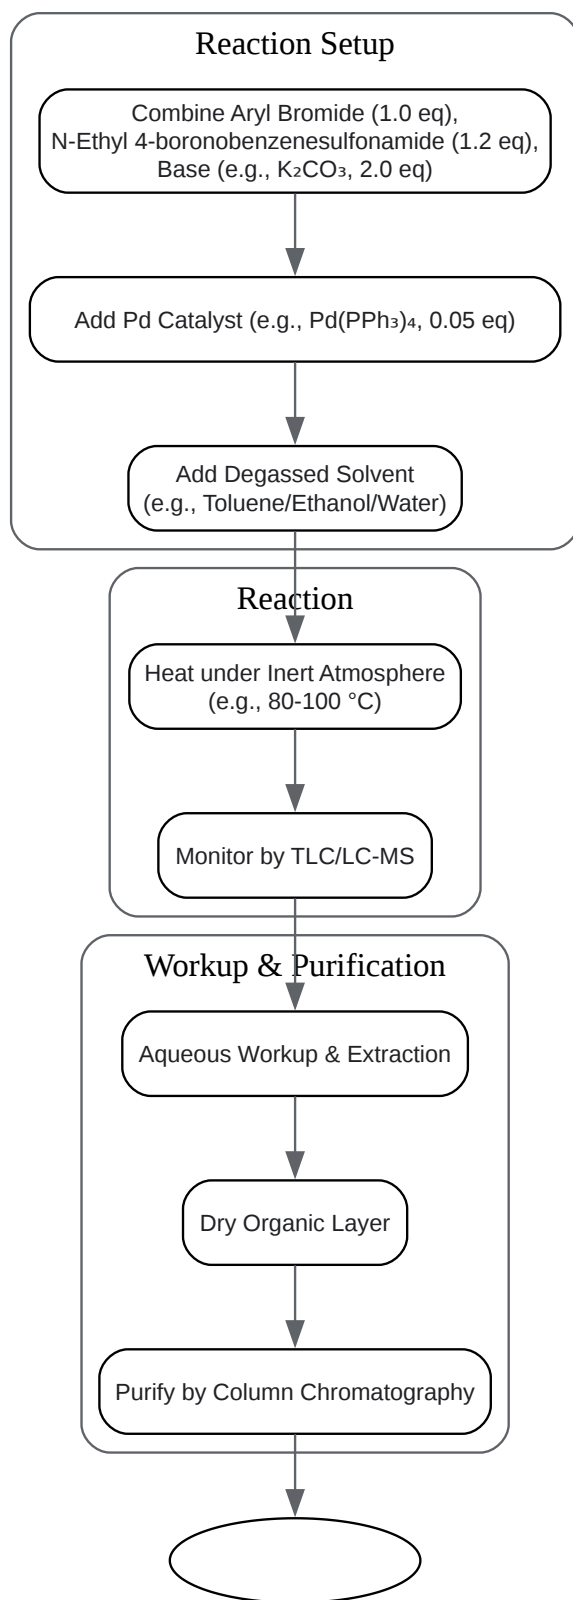 Reaction Setup
Combine Aryl Bromide (1.0 eq),
N-Ethyl 4-boronobenzenesulfonamide (1.2 eq),
Base (e.g., K₂CO₃, 2.0 eq)
Add Pd Catalyst (e.g., Pd(PPh₃)₄, 0.05 eq)
Add Degassed Solvent
(e.g., Toluene/Ethanol/Water)
Reaction
Heat under Inert Atmosphere
(e.g., 80-100 °C)
Monitor by TLC/LC-MS
Workup & Purification
Aqueous Workup & Extraction
Dry Organic Layer
Purify by Column Chromatography